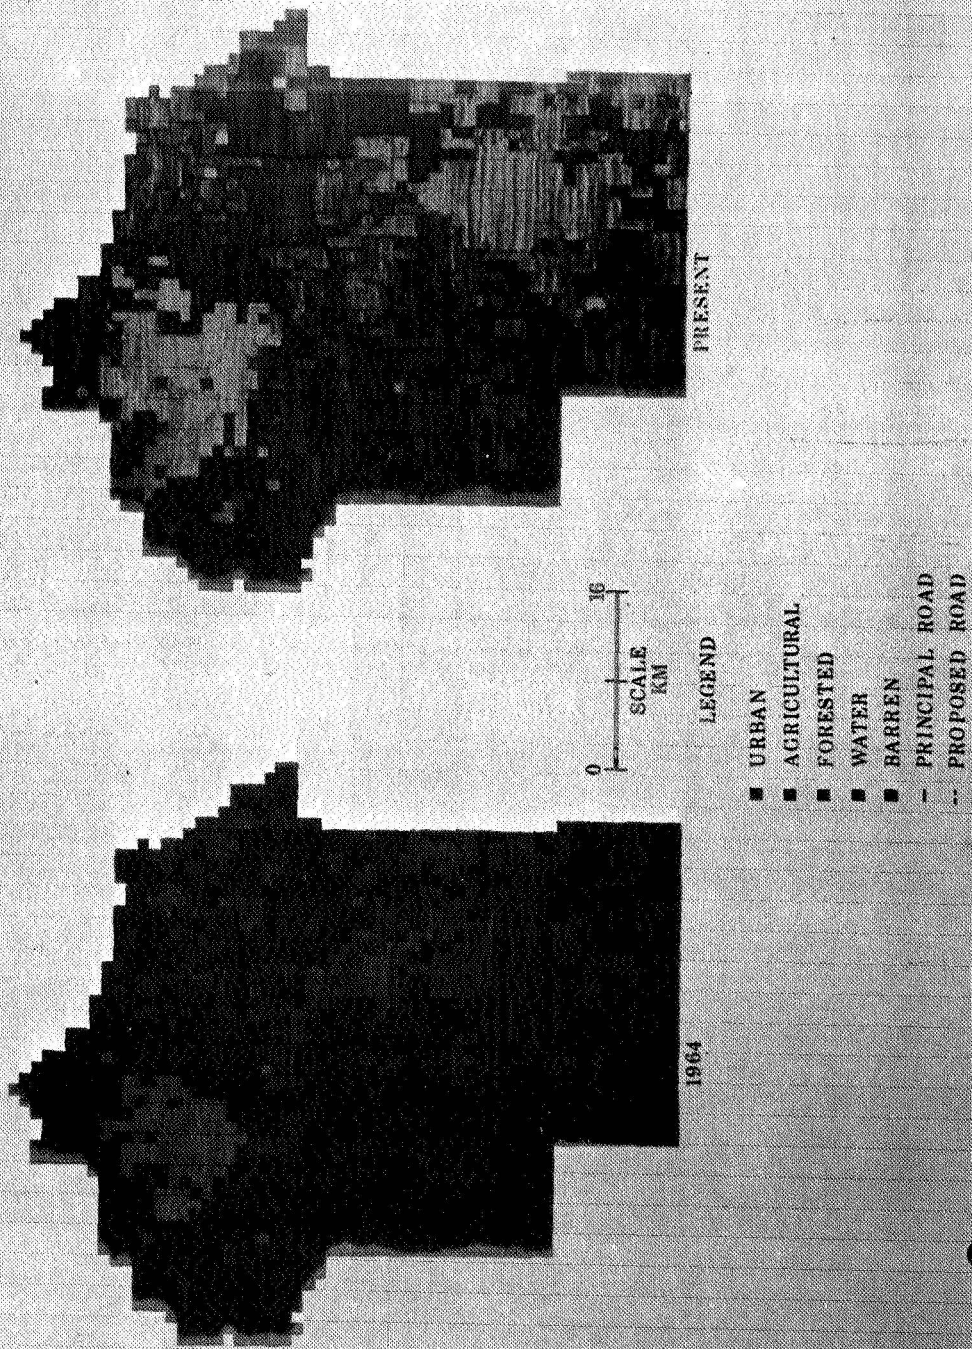 PRESENT
0 16
SCALE
KM
LEGEND
■ URBAN
■ AGRICULTURAL
■ FORESTED
■ WATER
■ BARREN
– PRINCIPAL ROAD
-- PROPOSED ROAD
1964